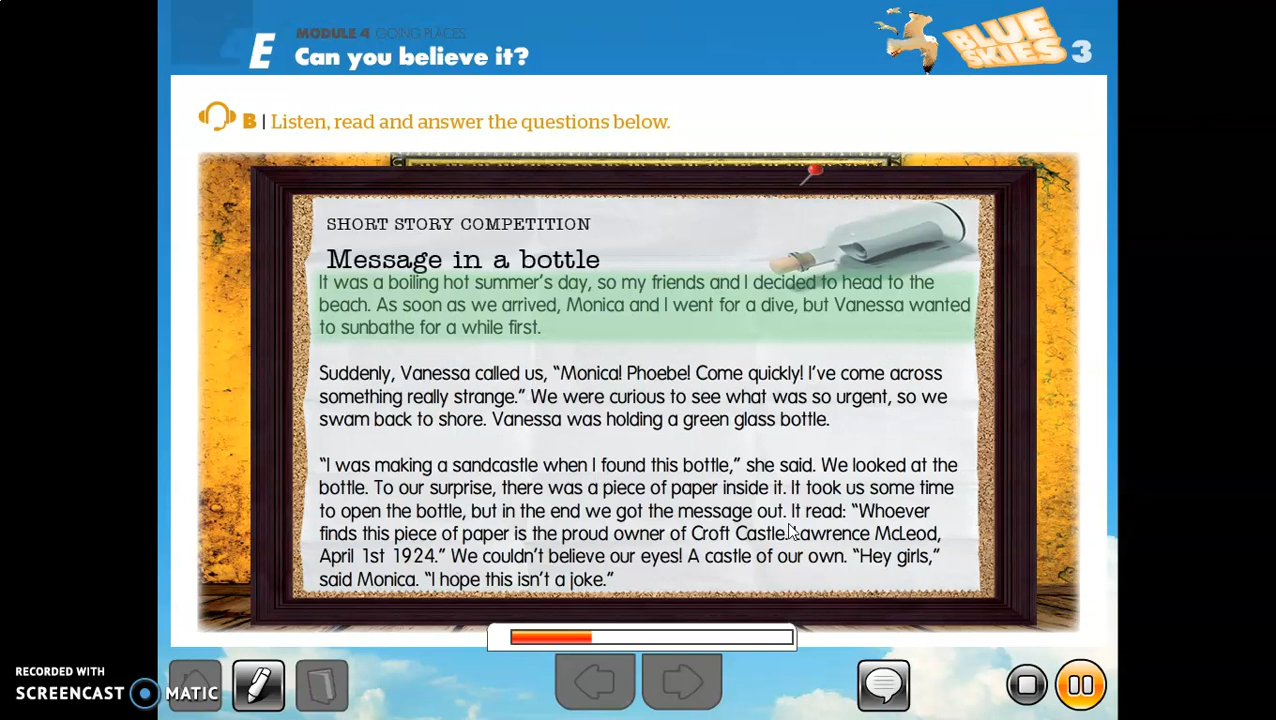 MODULE 4 GOING PLACES
E Can you believe it?
BLUE SKIES 3
B | Listen, read and answer the questions below.
SHORT STORY COMPETITION
Message in a bottle
It was a boiling hot summer's day, so my friends and I decided to head to the
beach. As soon as we arrived, Monica and I went for a dive, but Vanessa wanted
to sunbathe for a while first.
Suddenly, Vanessa called us, “Monica! Phoebe! Come quickly! I've come across
something really strange.” We were curious to see what was so urgent, so we
swam back to shore. Vanessa was holding a green glass bottle.
“I was making a sandcastle when I found this bottle,” she said. We looked at the
bottle. To our surprise, there was a piece of paper inside it. It took us some time
to open the bottle, but in the end we got the message out. It read: “Whoever
finds this piece of paper is the proud owner of Croft Castle. Lawrence McLeod,
April 1st 1924.” We couldn't believe our eyes! A castle of our own. “Hey girls,”
said Monica. “I hope this isn't a joke.”
RECORDED WITH
SCREENCAST MATIC